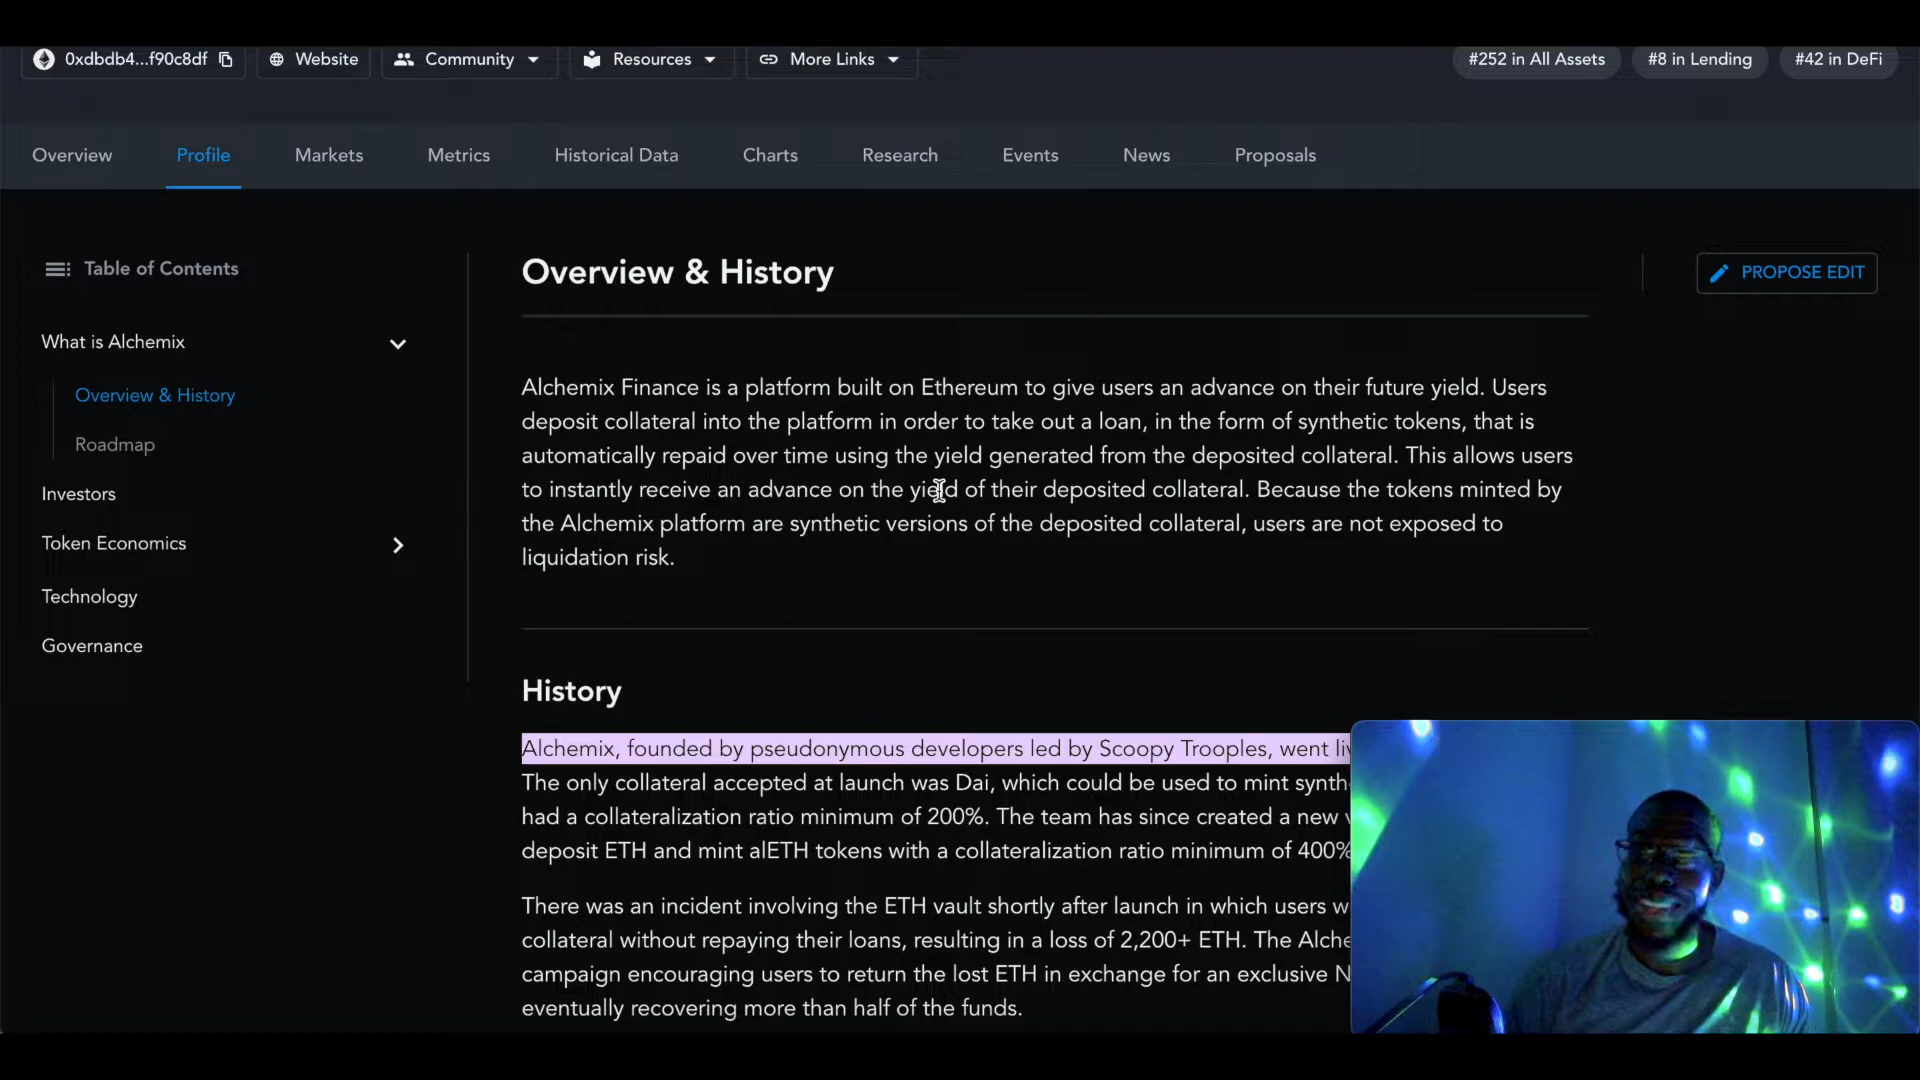 0xdbdb4...f90c8df Website Community Resources More Links #252 in All Assets #8 in Lending #42 in DeFi
Overview Profile Markets Metrics Historical Data Charts Research Events News Proposals
Table of Contents
What is Alchemix
Overview & History
Roadmap
Investors
Token Economics
Technology
Governance
Overview & History
PROPOSE EDIT
Alchemix Finance is a platform built on Ethereum to give users an advance on their future yield. Users
deposit collateral into the platform in order to take out a loan, in the form of synthetic tokens, that is
automatically repaid over time using the yield generated from the deposited collateral. This allows users
to instantly receive an advance on the yield of their deposited collateral. Because the tokens minted by
the Alchemix platform are synthetic versions of the deposited collateral, users are not exposed to
liquidation risk.
History
Alchemix, founded by pseudonymous developers led by Scoopy Trooples, went
The only collateral accepted at launch was Dai, which could be used to mint
had a collateralization ratio minimum of 200%. The team has since created a new
deposit ETH and mint alETH tokens with a collateralization ratio minimum of 400%
There was an incident involving the ETH vault shortly after launch in which users
collateral without repaying their loans, resulting in a loss of 2,200+ ETH. The
campaign encouraging users to return the lost ETH in exchange for an exclusive
eventually recovering more than half of the funds.